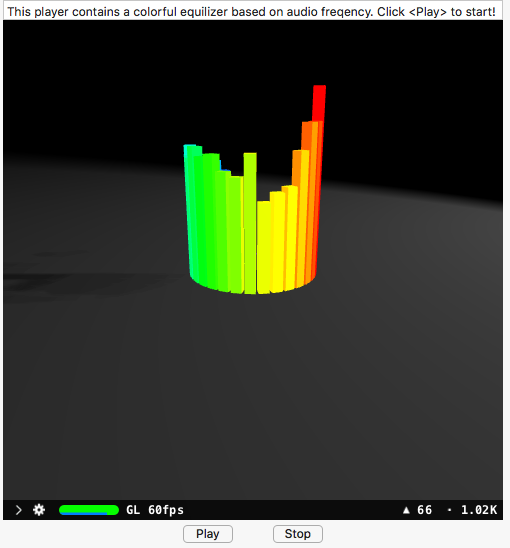 This player contains a colorful equilizer based on audio freqency. Click <Play> to start!
GL 60fps ▲ 66 · 1.02K
Play Stop